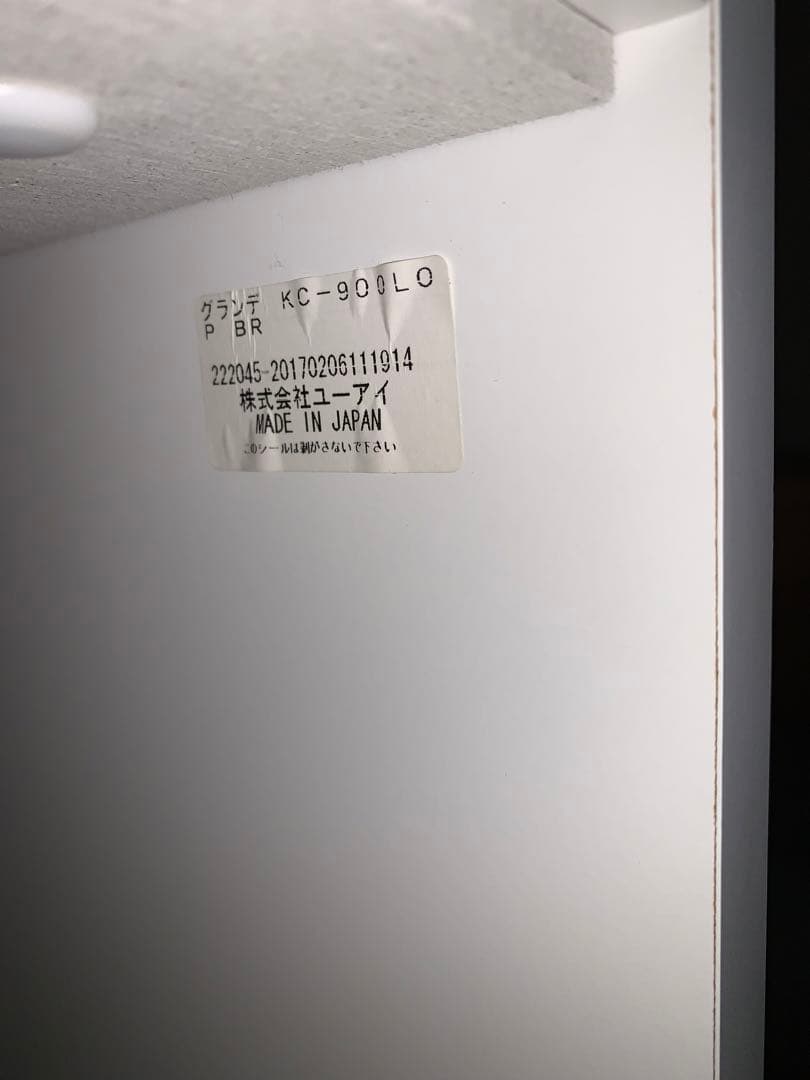 グランデ KC-900LO
P BR
222045-20170206111914
株式会社ユーアイ
MADE IN JAPAN
このシールは剥がさないで下さい